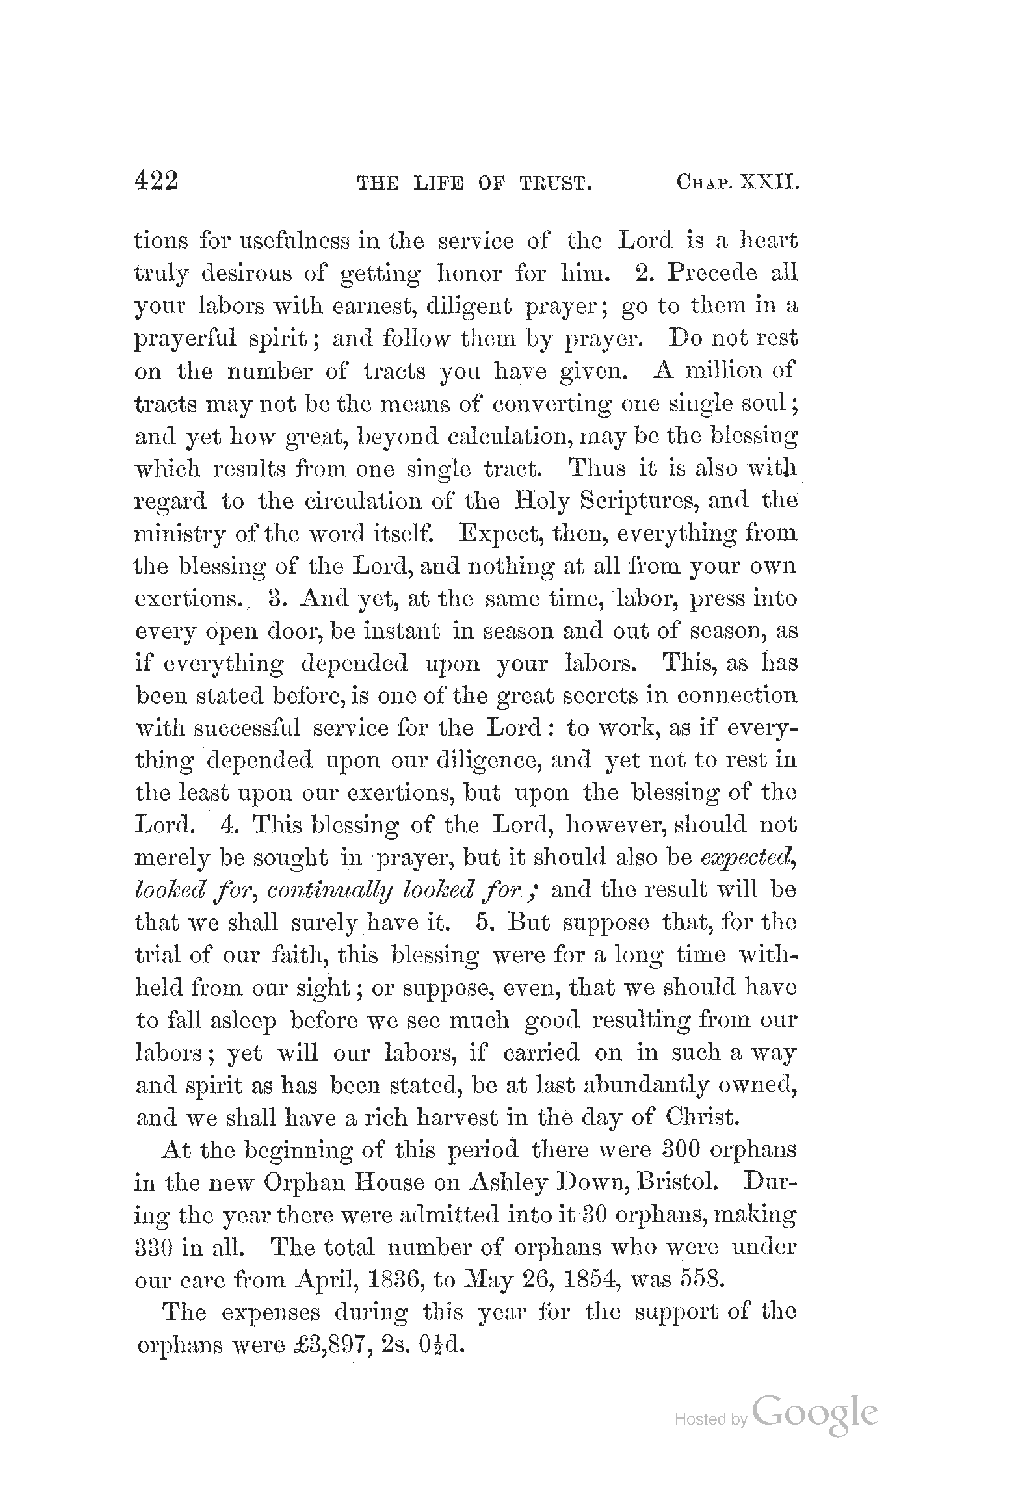 422 THE LIFE OF TRUST. CHAP. XXII.
tions for usefulness in the service of the Lord is a heart
truly desirous of getting honor for him. 2. Precede all
your labors with earnest, diligent prayer; go to them in a
prayerful spirit; and follow them by prayer. Do not rest
on the number of tracts you have given. A million of
tracts may not be the means of converting one single soul;
and yet how great, beyond calculation, may be the blessing
which results from one single tract. Thus it is also with
regard to the circulation of the Holy Scriptures, and the
ministry of the word itself. Expect, then, everything from
the blessing of the Lord, and nothing at all from your own
exertions. 3. And yet, at the same time, labor, press into
every open door, be instant in season and out of season, as
if everything depended upon your labors. This, as has
been stated before, is one of the great secrets in connection
with successful service for the Lord: to work, as if every-
thing depended upon our diligence, and yet not to rest in
the least upon our exertions, but upon the blessing of the
Lord. 4. This blessing of the Lord, however, should not
merely be sought in prayer, but it should also be expected,
looked for, continually looked for; and the result will be
that we shall surely have it. 5. But suppose that, for the
trial of our faith, this blessing were for a long time with-
held from our sight; or suppose, even, that we should have
to fall asleep before we see much good resulting from our
labors; yet will our labors, if carried on in such a way
and spirit as has been stated, be at last abundantly owned,
and we shall have a rich harvest in the day of Christ.
At the beginning of this period there were 300 orphans
in the new Orphan House on Ashley Down, Bristol. Dur-
ing the year there were admitted into it 30 orphans, making
330 in all. The total number of orphans who were under
our care from April, 1836, to May 26, 1854, was 558.
The expenses during this year for the support of the
orphans were £3,897, 2s. 0½d.
Hosted by Google